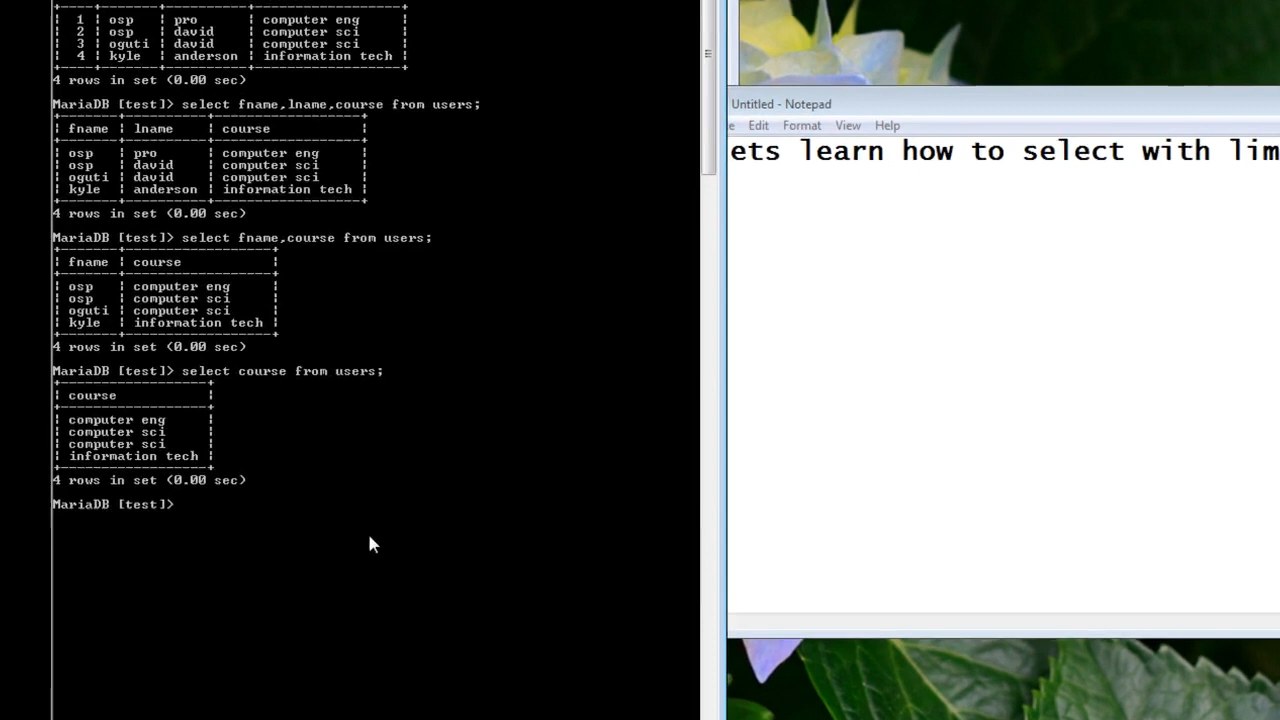 | 1 | osp | pro | computer eng |
| 2 | osp | david | computer sci |
| 3 | oguti | david | computer sci |
| 4 | kyle | anderson | information tech |
4 rows in set (0.00 sec)
MariaDB [test]> select fname,lname,course from users;
| fname | lname | course |
| osp | pro | computer eng |
| osp | david | computer sci |
| oguti | david | computer sci |
| kyle | anderson | information tech |
4 rows in set (0.00 sec)
MariaDB [test]> select fname,course from users;
| fname | course |
| osp | computer eng |
| osp | computer sci |
| oguti | computer sci |
| kyle | information tech |
4 rows in set (0.00 sec)
MariaDB [test]> select course from users;
| course |
| computer eng |
| computer sci |
| computer sci |
| information tech |
4 rows in set (0.00 sec)
MariaDB [test]>
Untitled - Notepad
e Edit Format View Help
ets learn how to select with lim